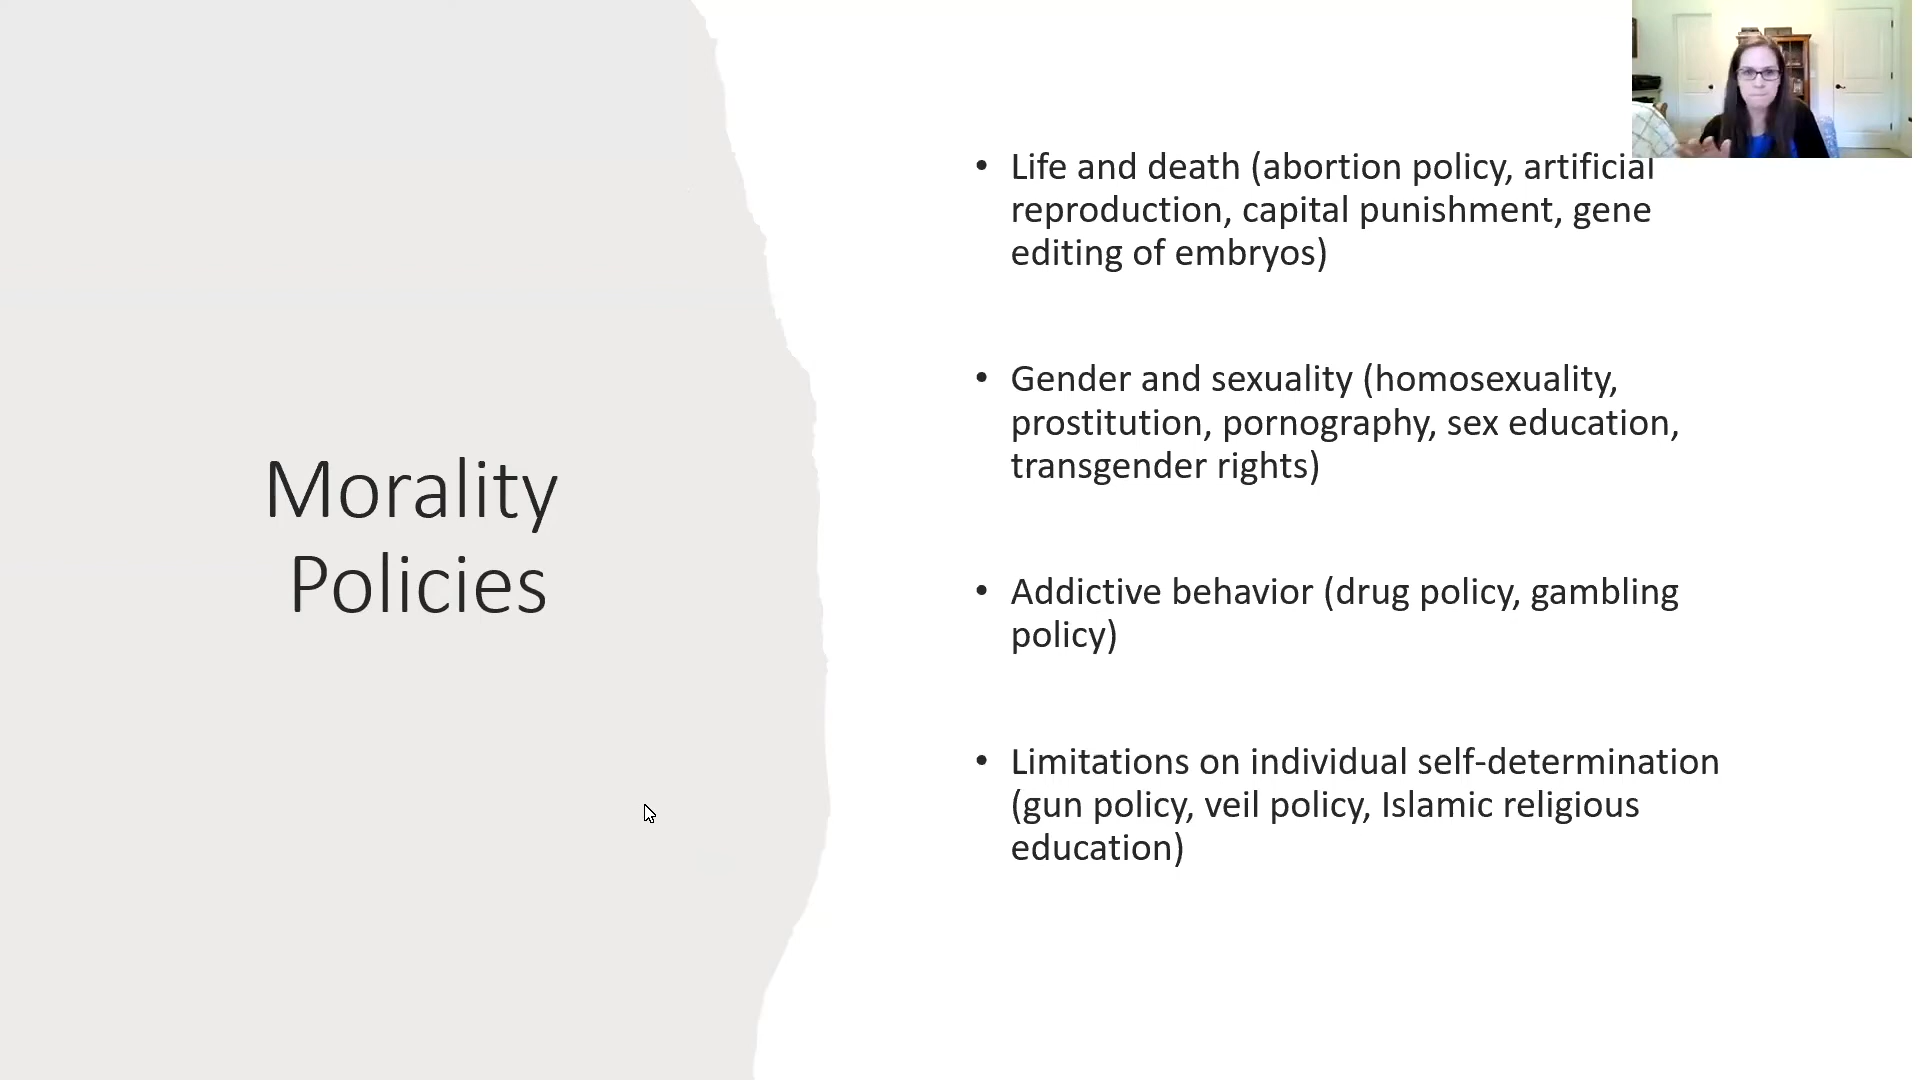 Morality
Policies
• Life and death (abortion policy, artificial
reproduction, capital punishment, gene
editing of embryos)
• Gender and sexuality (homosexuality,
prostitution, pornography, sex education,
transgender rights)
• Addictive behavior (drug policy, gambling
policy)
• Limitations on individual self-determination
(gun policy, veil policy, Islamic religious
education)